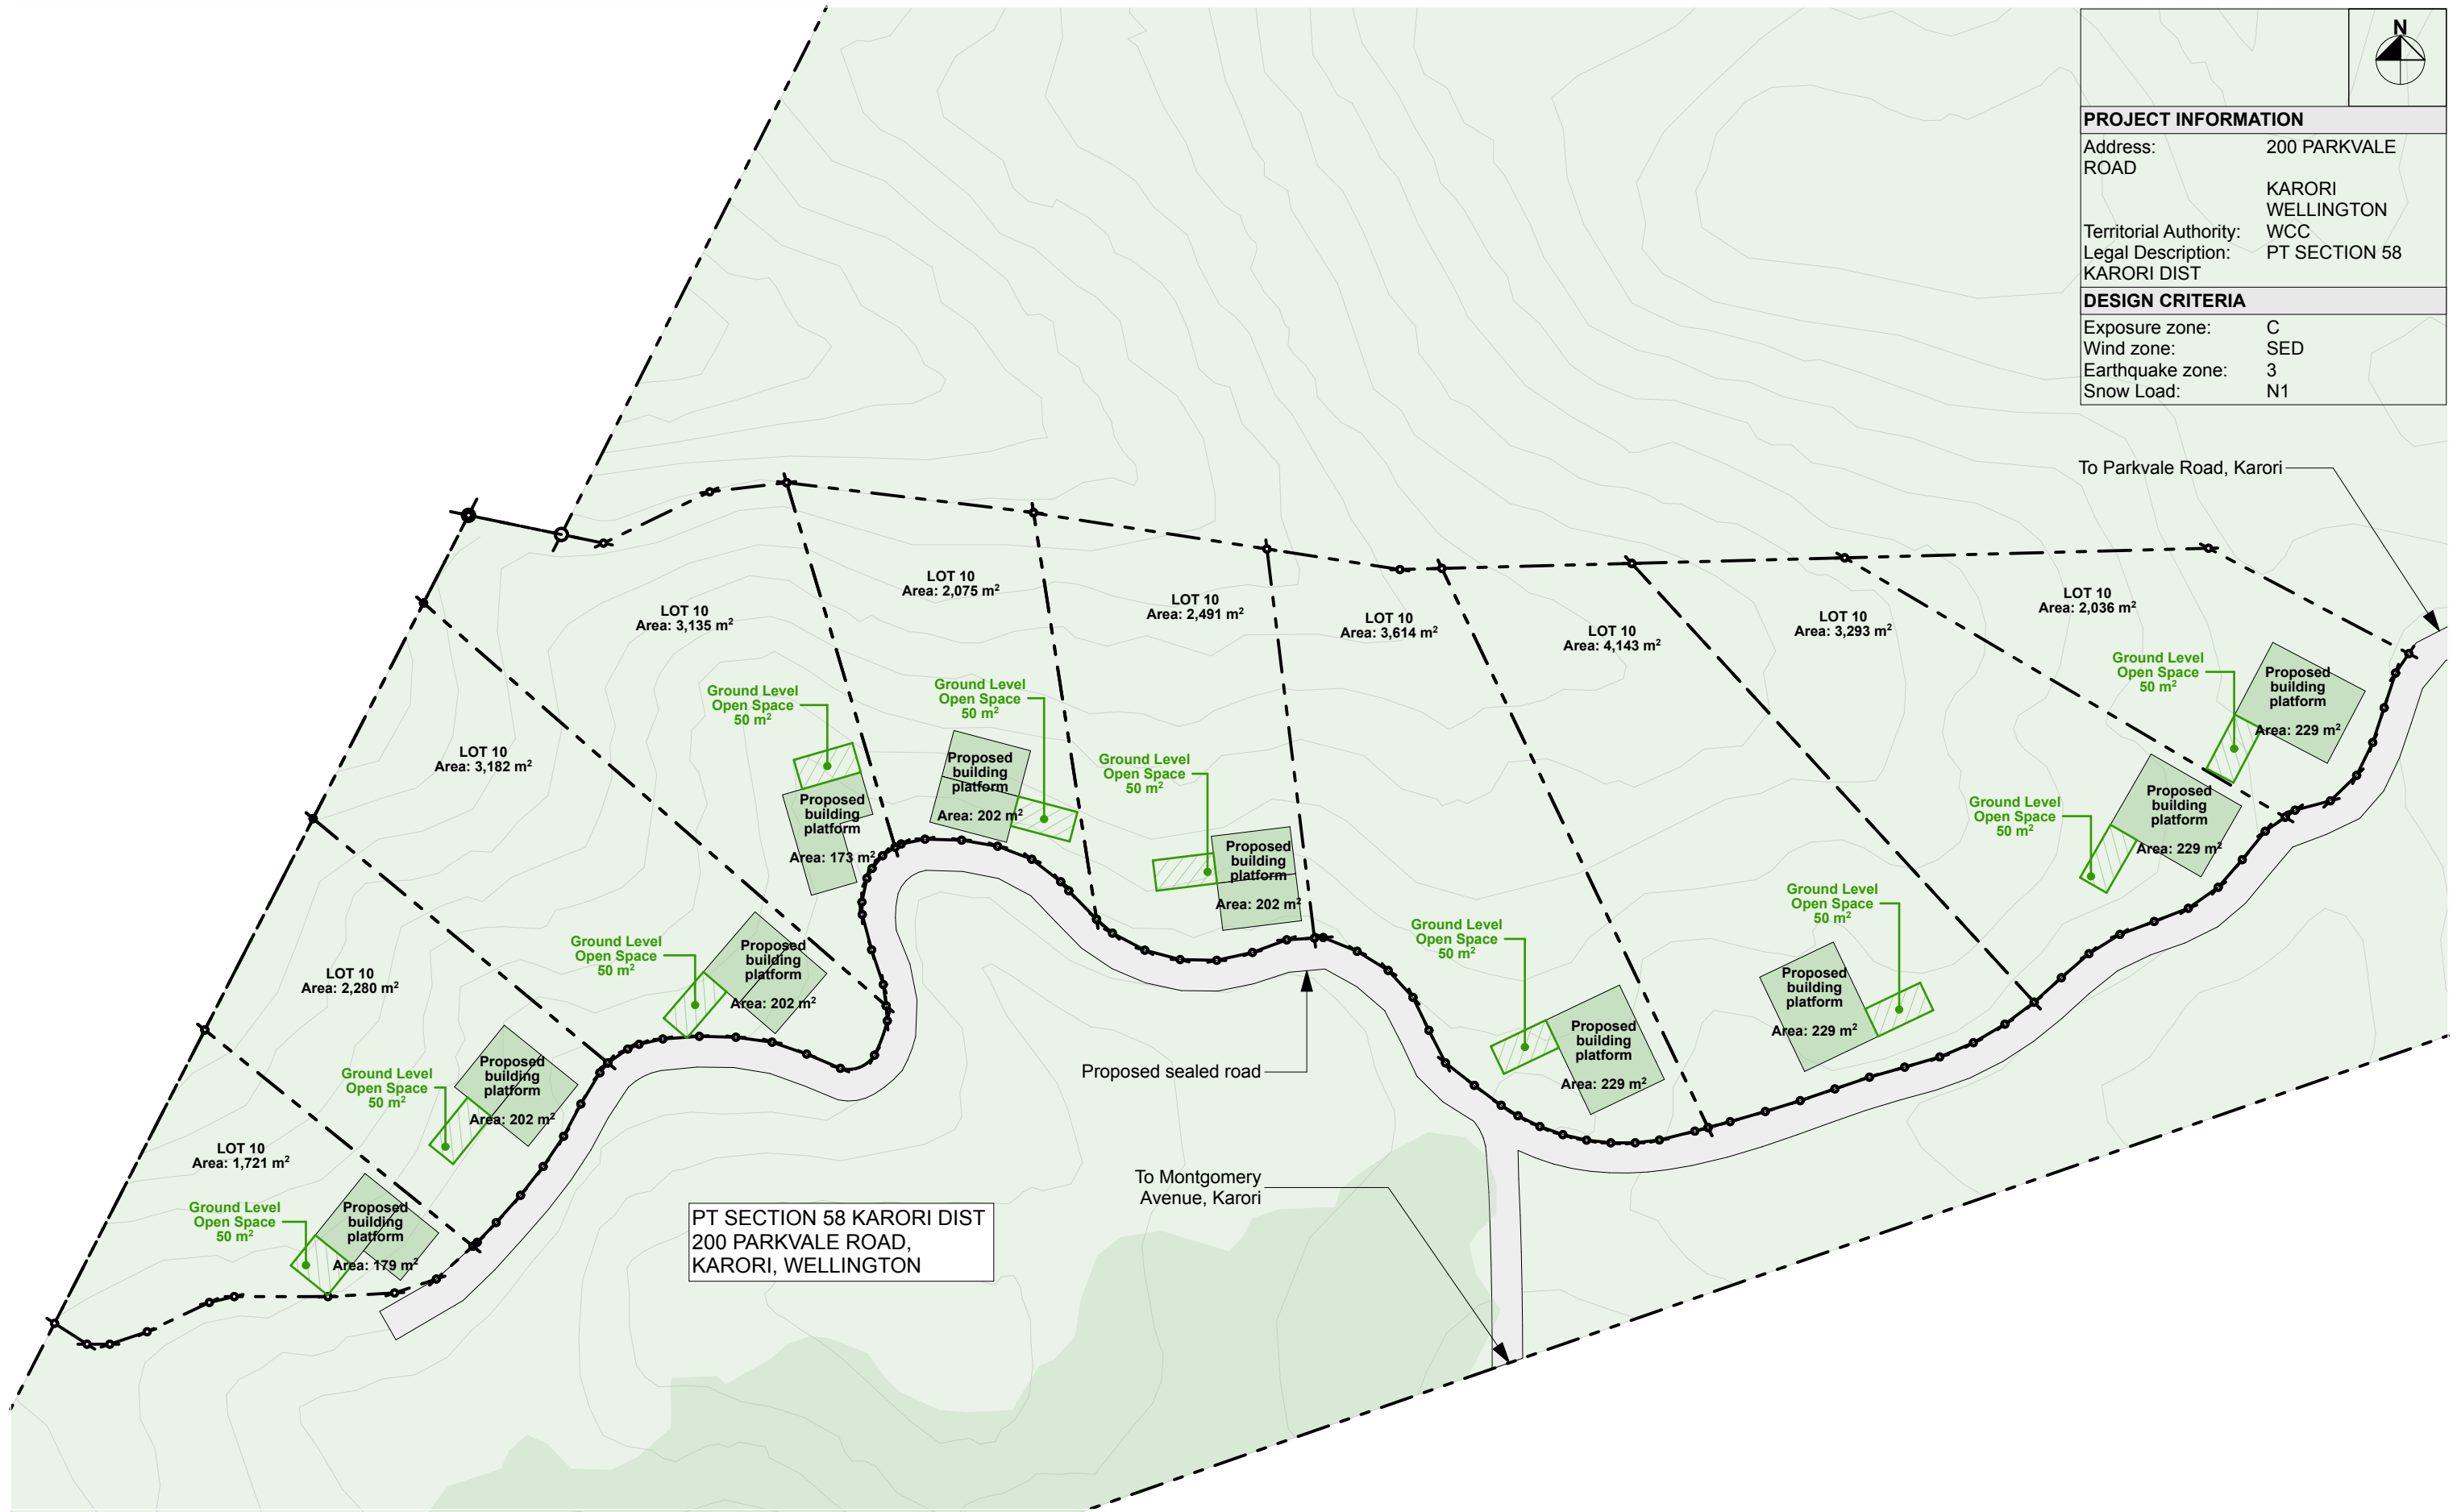 N
PROJECT INFORMATION
Address: 200 PARKVALE
ROAD
KARORI
WELLINGTON
Territorial Authority: WCC
Legal Description: PT SECTION 58
KARORI DIST
DESIGN CRITERIA
Exposure zone: C
Wind zone: SED
Earthquake zone: 3
Snow Load: N1
To Parkvale Road, Karori
LOT 10
Area: 2,075 m²
LOT 10
Area: 3,135 m²
LOT 10
Area: 2,491 m²
LOT 10
Area: 3,614 m²
LOT 10
Area: 4,143 m²
LOT 10
Area: 3,293 m²
LOT 10
Area: 2,036 m²
LOT 10
Area: 3,182 m²
LOT 10
Area: 2,280 m²
LOT 10
Area: 1,721 m²
Ground Level
Open Space
50 m²
Proposed
building
platform
Area: 229 m²
Ground Level
Open Space
50 m²
Proposed
building
platform
Area: 173 m²
Ground Level
Open Space
50 m²
Proposed
building
platform
Area: 202 m²
Ground Level
Open Space
50 m²
Proposed
building
platform
Area: 202 m²
Ground Level
Open Space
50 m²
Proposed
building
platform
Area: 229 m²
Ground Level
Open Space
50 m²
Proposed
building
platform
Area: 229 m²
Ground Level
Open Space
50 m²
Proposed
building
platform
Area: 229 m²
Ground Level
Open Space
50 m²
Proposed
building
platform
Area: 202 m²
Ground Level
Open Space
50 m²
Proposed
building
platform
Area: 202 m²
Ground Level
Open Space
50 m²
Proposed
building
platform
Area: 179 m²
Proposed sealed road
To Montgomery
Avenue, Karori
PT SECTION 58 KARORI DIST
200 PARKVALE ROAD,
KARORI, WELLINGTON